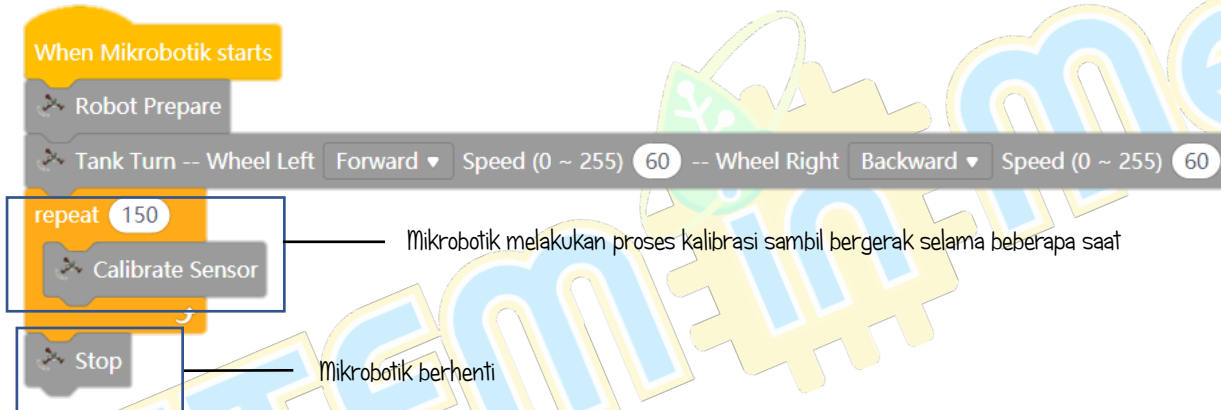 When Mikrobotik starts
Robot Prepare
Tank Turn -- Wheel Left Forward ▾ Speed (0 ~ 255) 60 -- Wheel Right Backward ▾ Speed (0 ~ 255) 60
repeat 150
Mikrobotik melakukan proses kalibrasi sambil bergerak selama beberapa saat
Calibrate Sensor
Stop
Mikrobotik berhenti